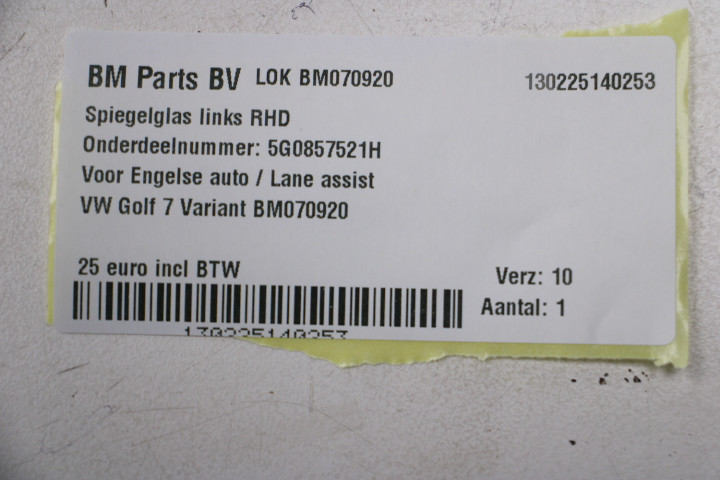 BM Parts BV LOK BM070920 130225140253
Spiegelglas links RHD
Onderdeelnummer: 5G0857521H
Voor Engelse auto / Lane assist
VW Golf 7 Variant BM070920
25 euro incl BTW
Verz: 10
Aantal: 1
130225140253